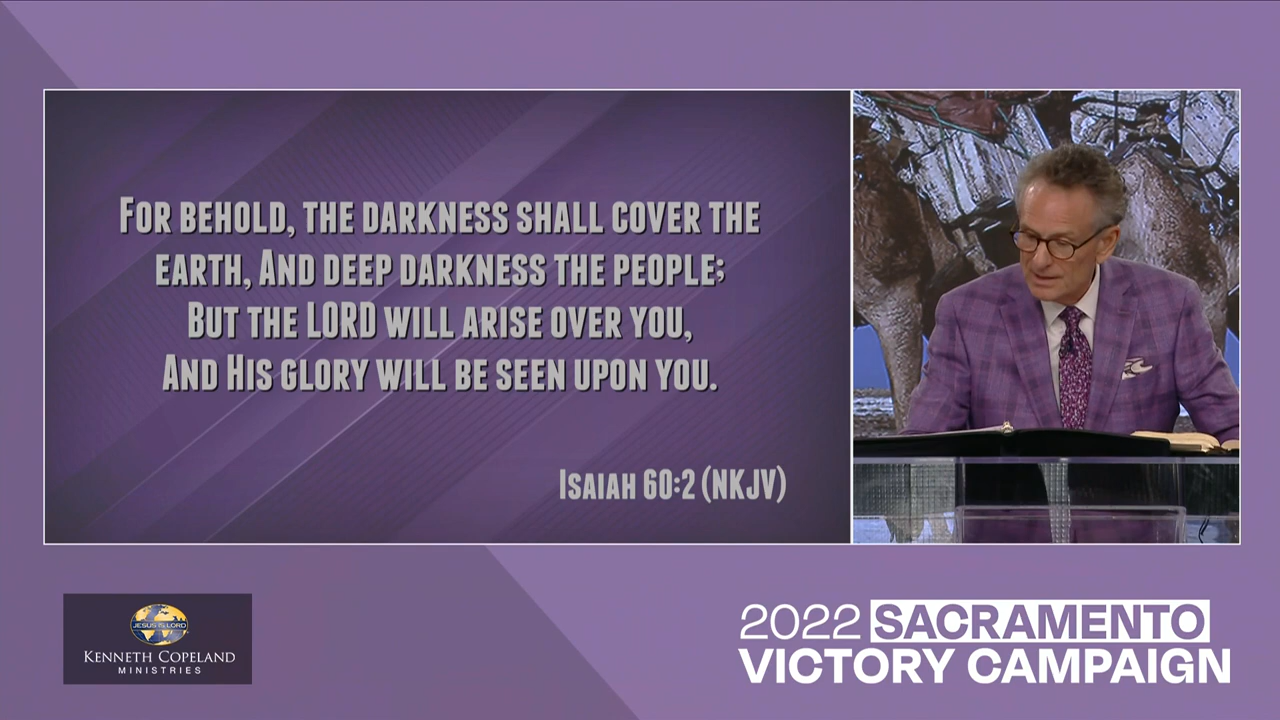 For behold, the darkness shall cover the
earth, And deep darkness the people;
But the LORD will arise over you,
And His glory will be seen upon you.
Isaiah 60:2 (NKJV)
JESUS IS LORD
Kenneth Copeland
MINISTRIES
2022 SACRAMENTO
VICTORY CAMPAIGN